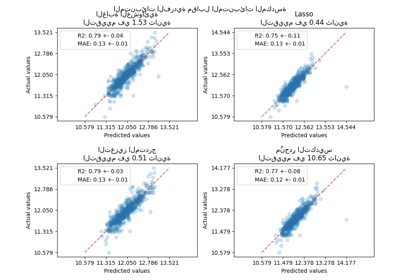 المتنبئات الفردية مقابل المتنبئات المكدسة
الغابة العشوائية
التقييم في 1.53 ثانية
R2: 0.79 +- 0.04
MAE: 0.13 +- 0.01
Actual values
13.521
12.786
12.050
11.315
10.579
10.579 11.315 12.050 12.786 13.521
Predicted values
Lasso
التقييم في 0.44 ثانية
R2: 0.75 +- 0.11
MAE: 0.13 +- 0.01
Actual values
14.544
13.553
12.562
11.570
10.579
10.579 11.570 12.562 13.553 14.544
Predicted values
التعزيز المتدرج
التقييم في 0.51 ثانية
R2: 0.79 +- 0.03
MAE: 0.13 +- 0.01
Actual values
13.521
12.786
12.050
11.315
10.579
10.579 11.315 12.050 12.786 13.521
Predicted values
مُنحدر التكديس
التقييم في 10.65 ثانية
R2: 0.77 +- 0.08
MAE: 0.12 +- 0.01
Actual values
14.177
13.278
12.378
11.479
10.579
10.579 11.479 12.378 13.278 14.177
Predicted values